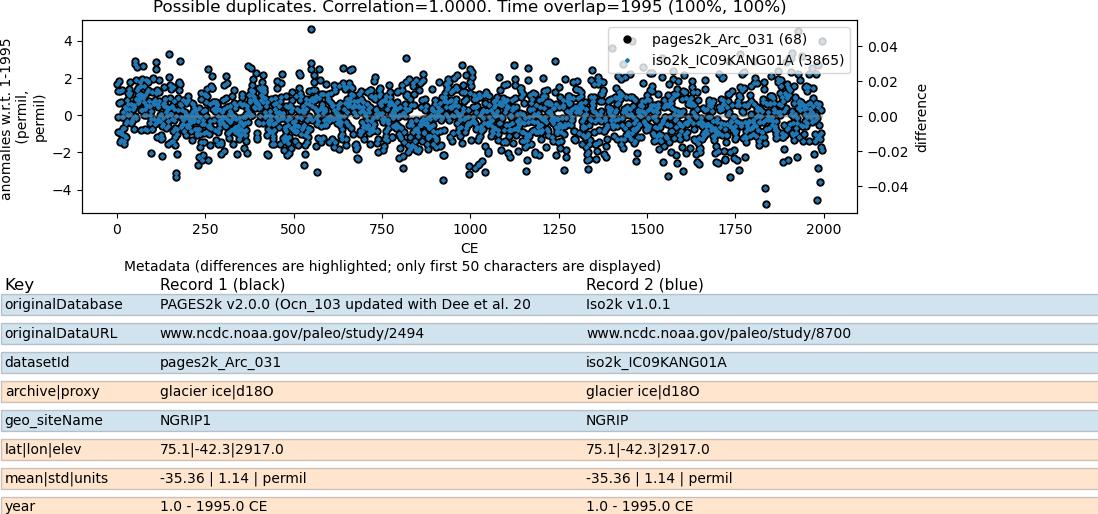 Possible duplicates. Correlation=1.0000. Time overlap=1995 (100%, 100%)
anomalies w.r.t. 1-1995
(permil,
permil)
4
2
0
−2
−4
pages2k_Arc_031 (68)
iso2k_IC09KANG01A (3865)
0.04
0.02
0.00
−0.02
−0.04
difference
0
250
500
750
1000
1250
1500
1750
2000
CE
Metadata (differences are highlighted; only first 50 characters are displayed)
Key Record 1 (black) Record 2 (blue)
originalDatabase PAGES2k v2.0.0 (Ocn_103 updated with Dee et al. 20 Iso2k v1.0.1
originalDataURL www.ncdc.noaa.gov/paleo/study/2494 www.ncdc.noaa.gov/paleo/study/8700
datasetId pages2k_Arc_031 iso2k_IC09KANG01A
archive|proxy glacier ice|d18O glacier ice|d18O
geo_siteName NGRIP1 NGRIP
lat|lon|elev 75.1|-42.3|2917.0 75.1|-42.3|2917.0
mean|std|units -35.36 | 1.14 | permil -35.36 | 1.14 | permil
year 1.0 - 1995.0 CE 1.0 - 1995.0 CE